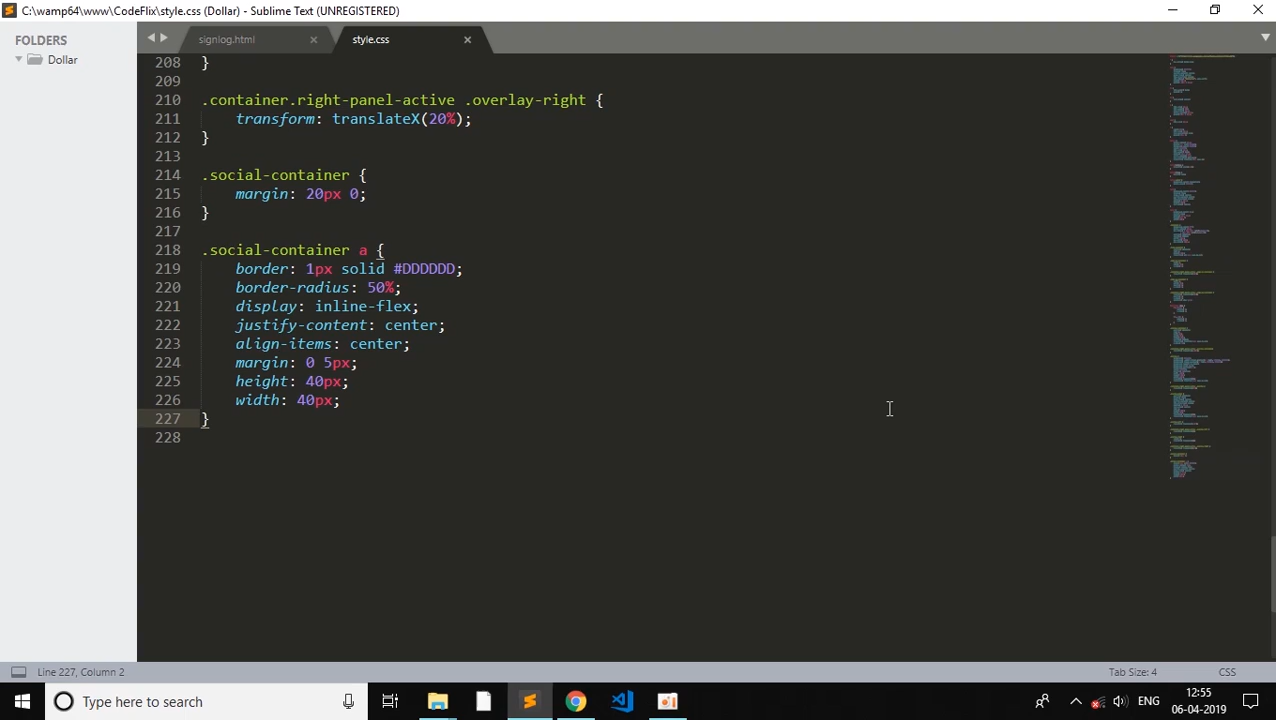 C:\wamp64\www\CodeFlix\style.css (Dollar) - Sublime Text (UNREGISTERED)
FOLDERS
Dollar
signlog.html
style.css
208 }
209
210 .container.right-panel-active .overlay-right {
211 transform: translateX(20%);
212 }
213
214 .social-container {
215 margin: 20px 0;
216 }
217
218 .social-container a {
219 border: 1px solid #DDDDDD;
220 border-radius: 50%;
221 display: inline-flex;
222 justify-content: center;
223 align-items: center;
224 margin: 0 5px;
225 height: 40px;
226 width: 40px;
227 }
228
Line 227, Column 2
Tab Size: 4
CSS
Type here to search
ENG
12:55
06-04-2019